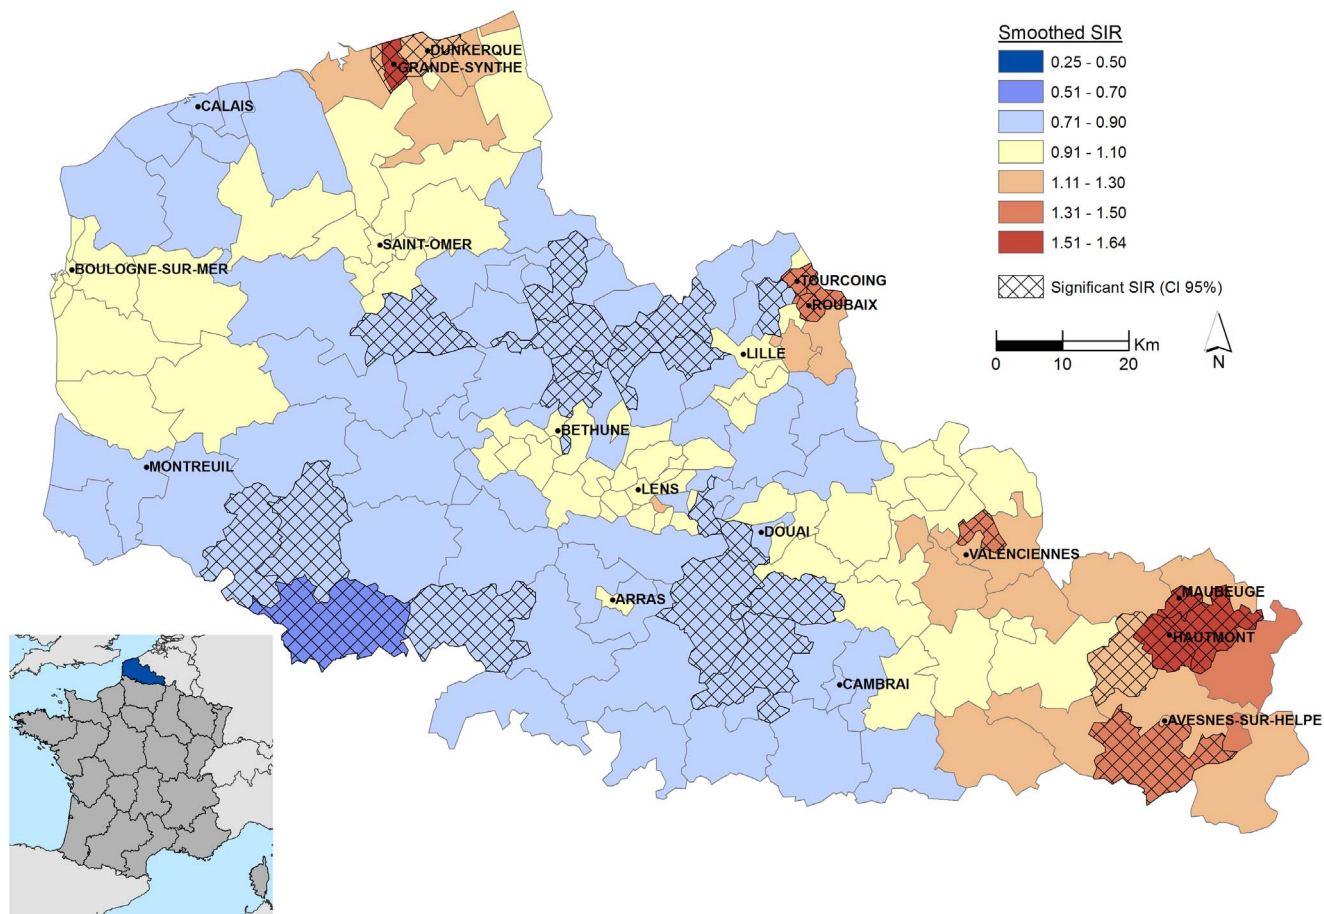 Smoothed SIR
0.25 - 0.50
0.51 - 0.70
0.71 - 0.90
0.91 - 1.10
1.11 - 1.30
1.31 - 1.50
1.51 - 1.64
Significant SIR (CI 95%)
0 10 20 Km
N
DUNKERQUE
GRANDE-SYNTHE
CALAIS
SAINT-OMER
BOULOGNE-SUR-MER
TOURCOING
ROUBAIX
LILLE
BETHUNE
MONTREUIL
LENS
DOUAI
VALENCIENNES
ARRAS
MAUBEUGE
HAUTMONT
CAMBRAI
AVESNES-SUR-HELPE